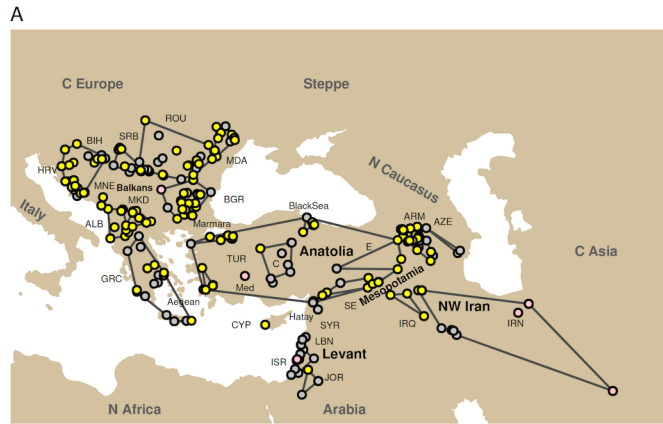 A
C Europe
Steppe
ROU
SRB
BIH
MDA
HRV
N Caucasus
MNE
Balkans
MKD
BGR
Italy
BlackSea
ARM
AZE
ALB
Marmara
Anatolia
E
C Asia
TUR
C
GRC
Med
Mesopotamia
Aegean
SE
NW Iran
Hatay
IRN
CYP
SYR
IRQ
LBN
Levant
ISR
JOR
N Africa
Arabia